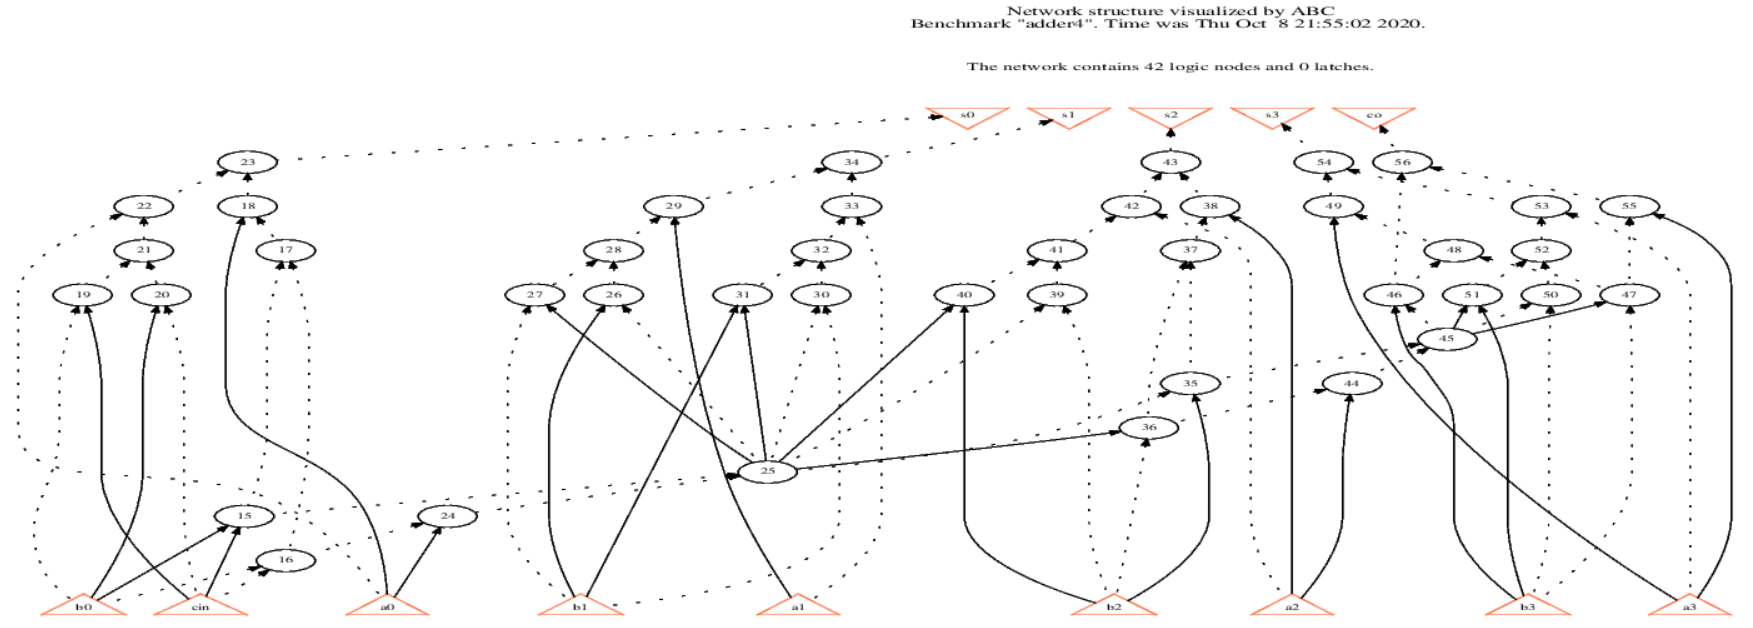 Network structure visualized by ABC
Benchmark "adder4". Time was Thu Oct  8 21:55:02 2020.
The network contains 42 logic nodes and 0 latches.
s0 s1 s2 s3 co
23 34 43 54 56
22 18 29 33 42 38 49 53 55
21 17 28 32 41 37 48 52
19 20 27 26 31 30 40 39 46 51 50 47
45
35 44
36
25
15 24
16
b0 cin a0 b1 a1 b2 a2 b3 a3